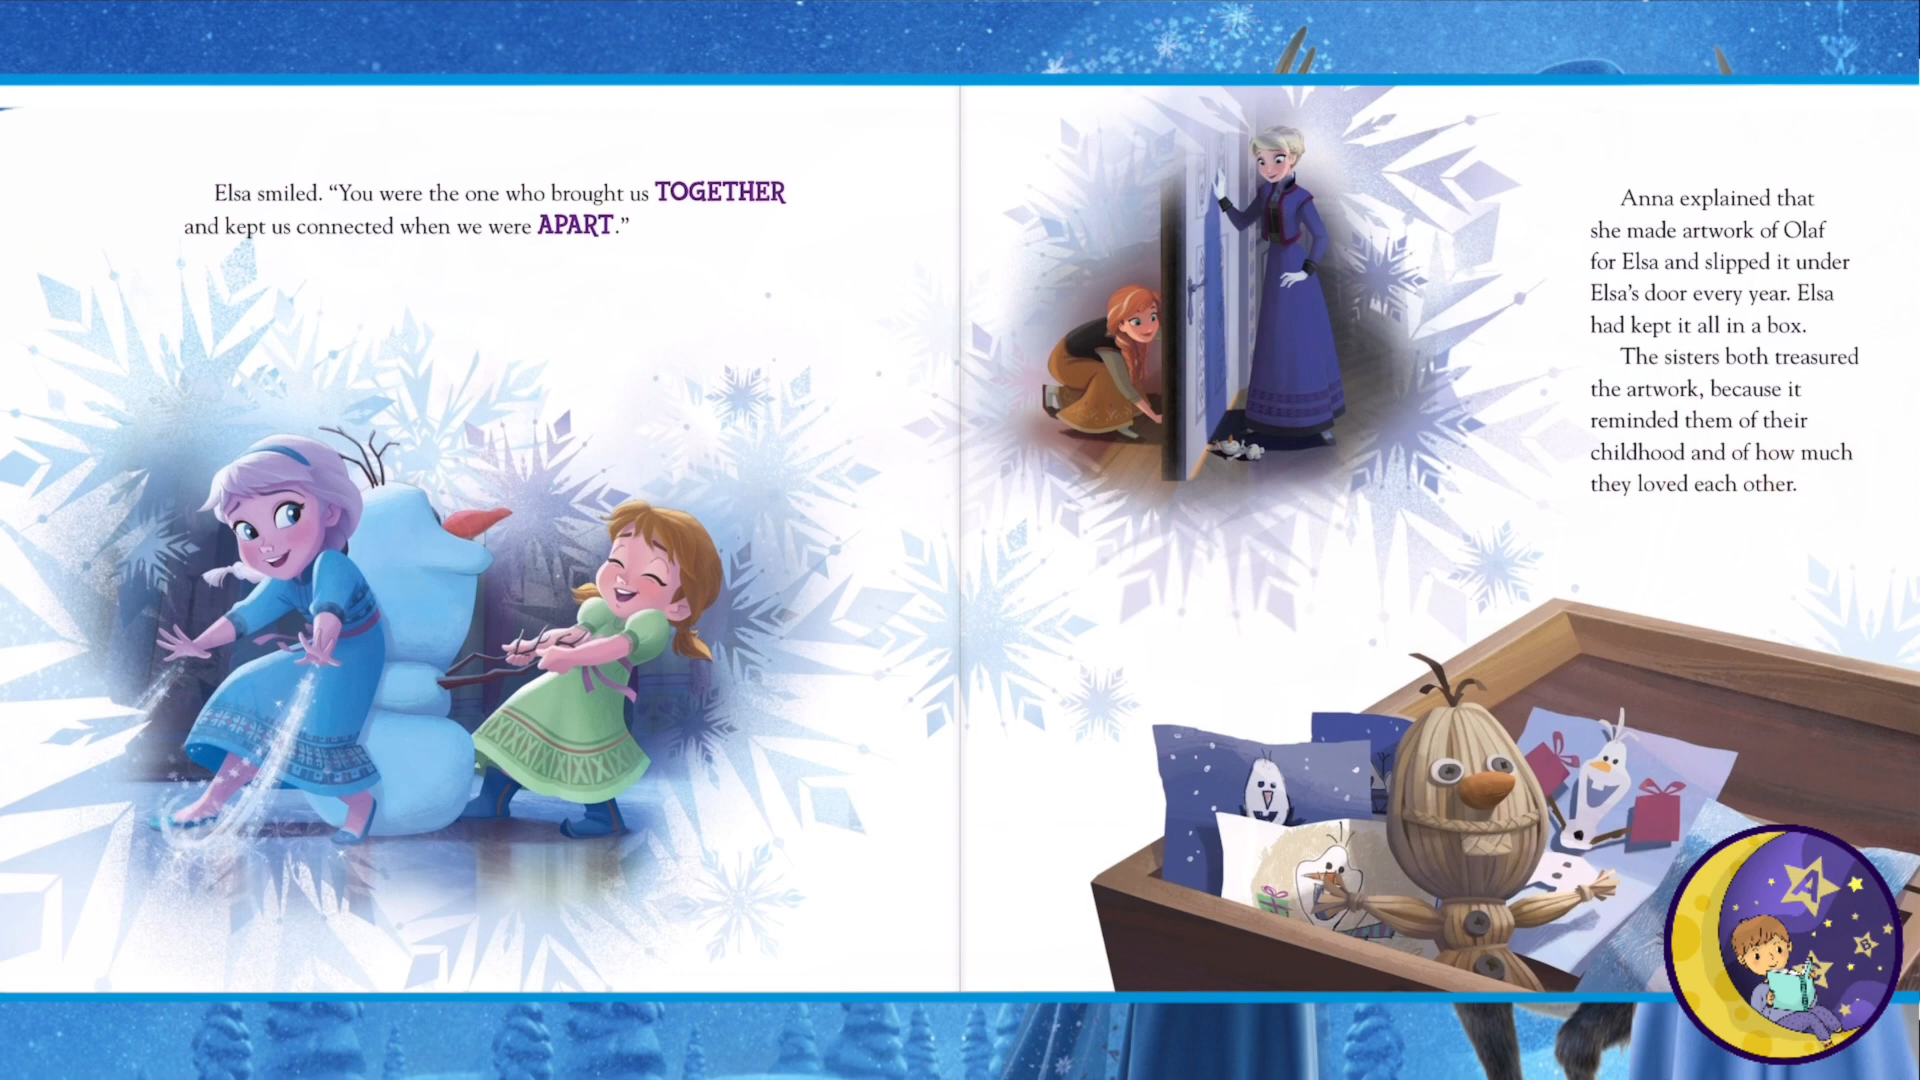 Elsa smiled. “You were the one who brought us TOGETHER
and kept us connected when we were APART.”
Anna explained that
she made artwork of Olaf
for Elsa and slipped it under
Elsa’s door every year. Elsa
had kept it all in a box.
The sisters both treasured
the artwork, because it
reminded them of their
childhood and of how much
they loved each other.
A
B